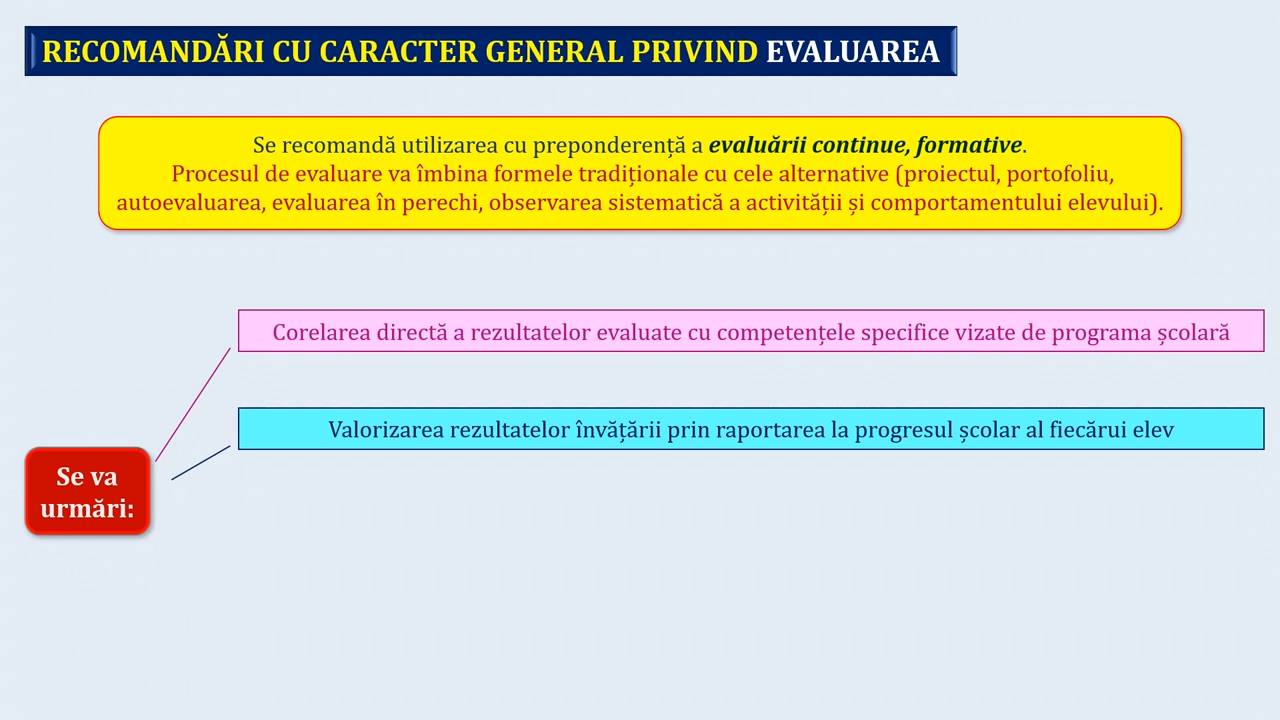 RECOMANDĂRI CU CARACTER GENERAL PRIVIND EVALUAREA
Se recomandă utilizarea cu preponderență a evaluării continue, formative.
Procesul de evaluare va îmbina formele tradiționale cu cele alternative (proiectul, portofoliu,
autoevaluarea, evaluarea în perechi, observarea sistematică a activității și comportamentului elevului).
Corelarea directă a rezultatelor evaluate cu competențele specifice vizate de programa școlară
Valorizarea rezultatelor învățării prin raportarea la progresul școlar al fiecărui elev
Se va
urmări: